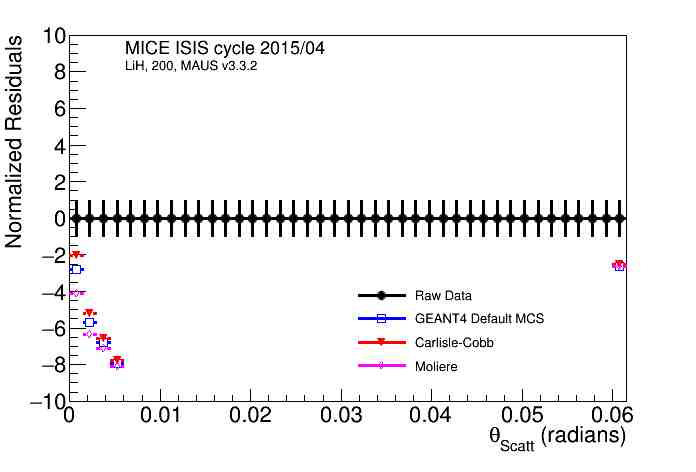 MICE ISIS cycle 2015/04
LiH, 200, MAUS v3.3.2
Normalized Residuals
10
8
6
4
2
0
−2
−4
−6
−8
−10
Raw Data
GEANT4 Default MCS
Carlisle-Cobb
Moliere
0 0.01 0.02 0.03 0.04 0.05 0.06
θScatt (radians)